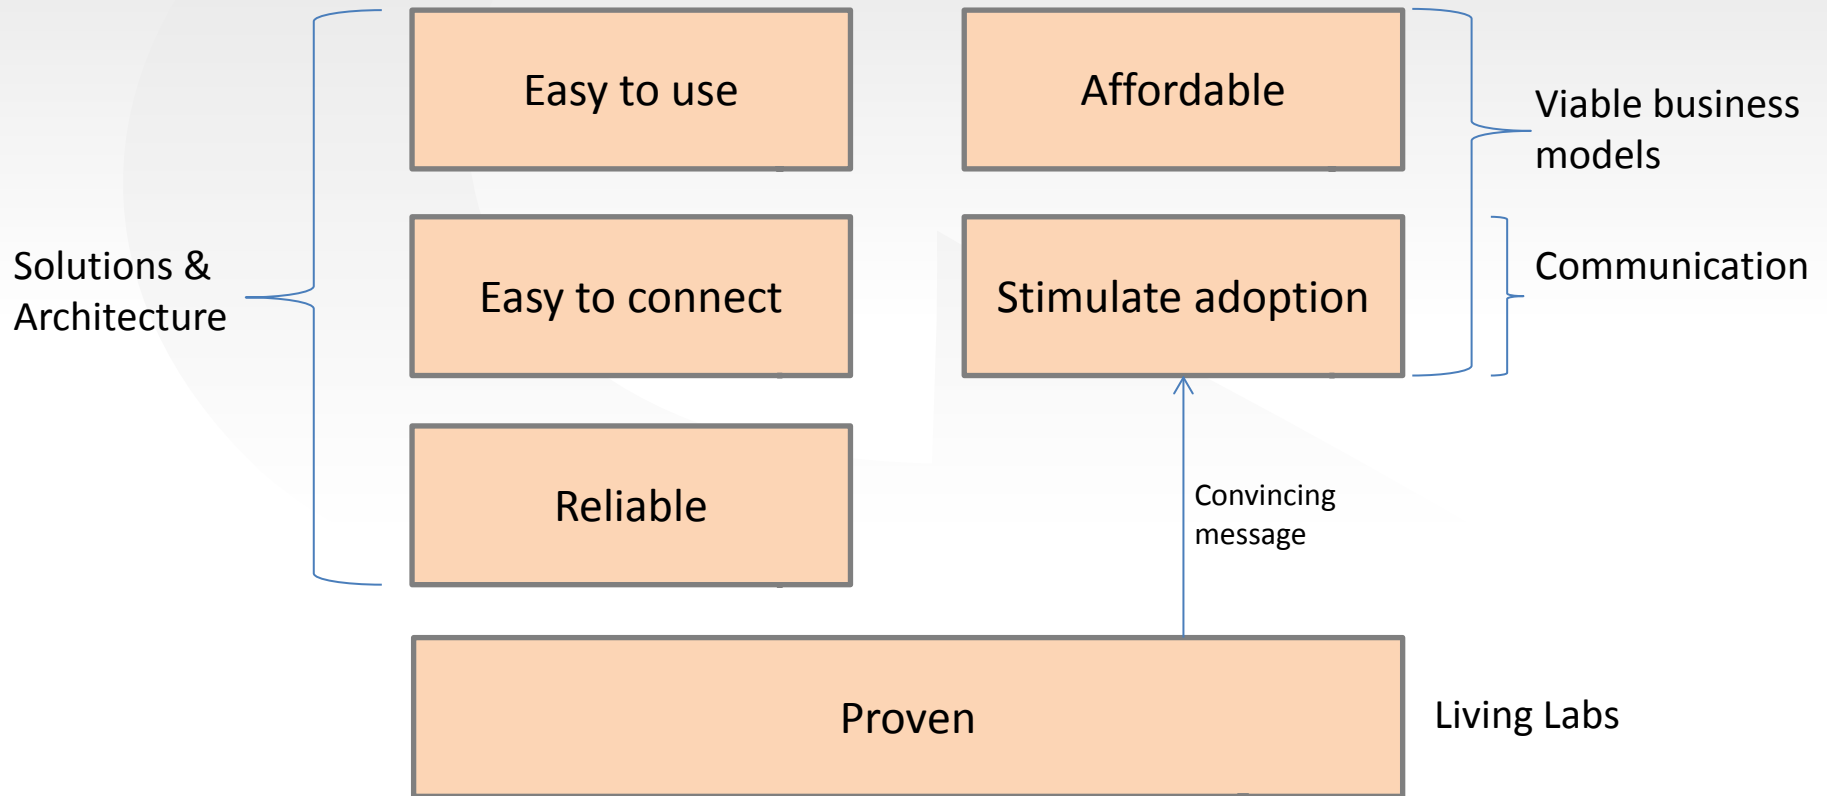 Easy to use
Affordable
Viable business
models
Solutions &
Architecture
Easy to connect
Stimulate adoption
Communication
Reliable
Convincing
message
Proven
Living Labs